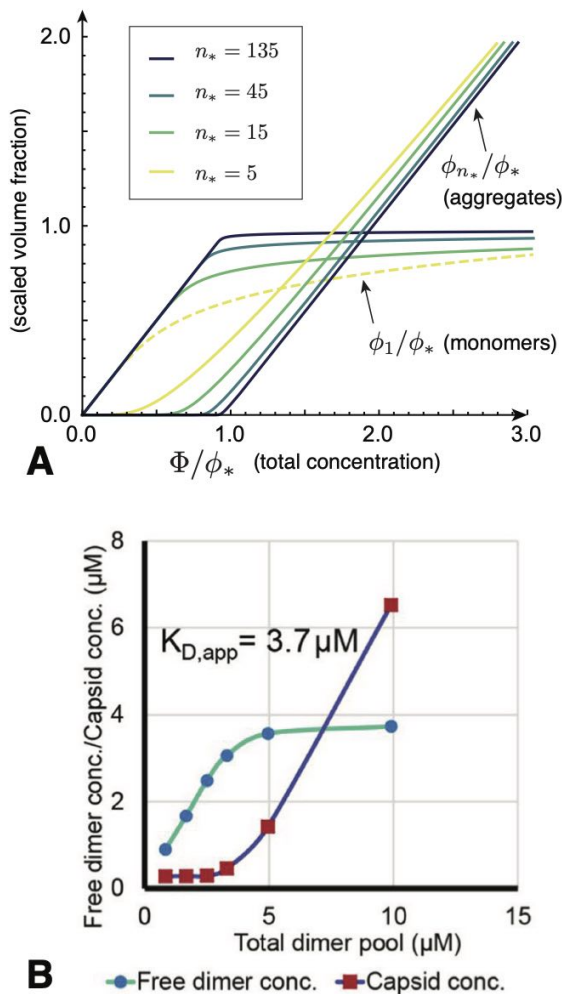 2.0
1.0
0.0
(scaled volume fraction)
n* = 135
n* = 45
n* = 15
n* = 5
ϕn*/ϕ*
(aggregates)
ϕ1/ϕ* (monomers)
0.0 1.0 2.0 3.0
A
Φ/ϕ* (total concentration)
8
6
4
2
0
Free dimer conc./Capsid conc. (μM)
KD,app = 3.7 μM
0 5 10 15
Total dimer pool (μM)
B
Free dimer conc. Capsid conc.